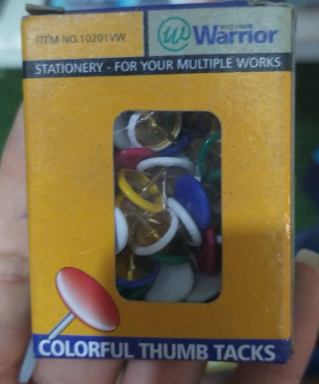 ITEM NO.10201VW
Warrior
STATIONERY - FOR YOUR MULTIPLE WORKS
COLORFUL THUMB TACKS